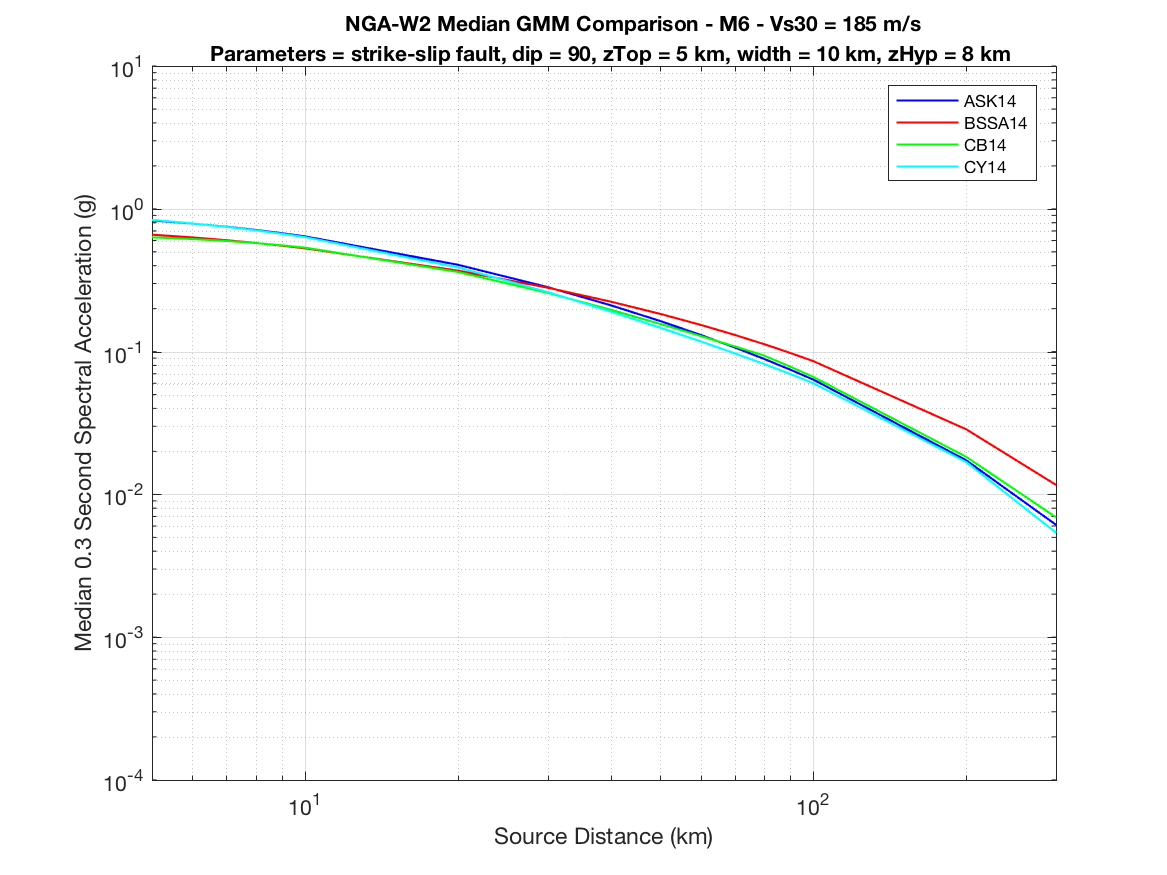 NGA-W2 Median GMM Comparison - M6 - Vs30 = 185 m/s
Parameters = strike-slip fault, dip = 90, zTop = 5 km, width = 10 km, zHyp = 8 km
10^1
ASK14
BSSA14
CB14
CY14
10^0
10^-1
10^-2
10^-3
10^-4
Median 0.3 Second Spectral Acceleration (g)
10^1
10^2
Source Distance (km)